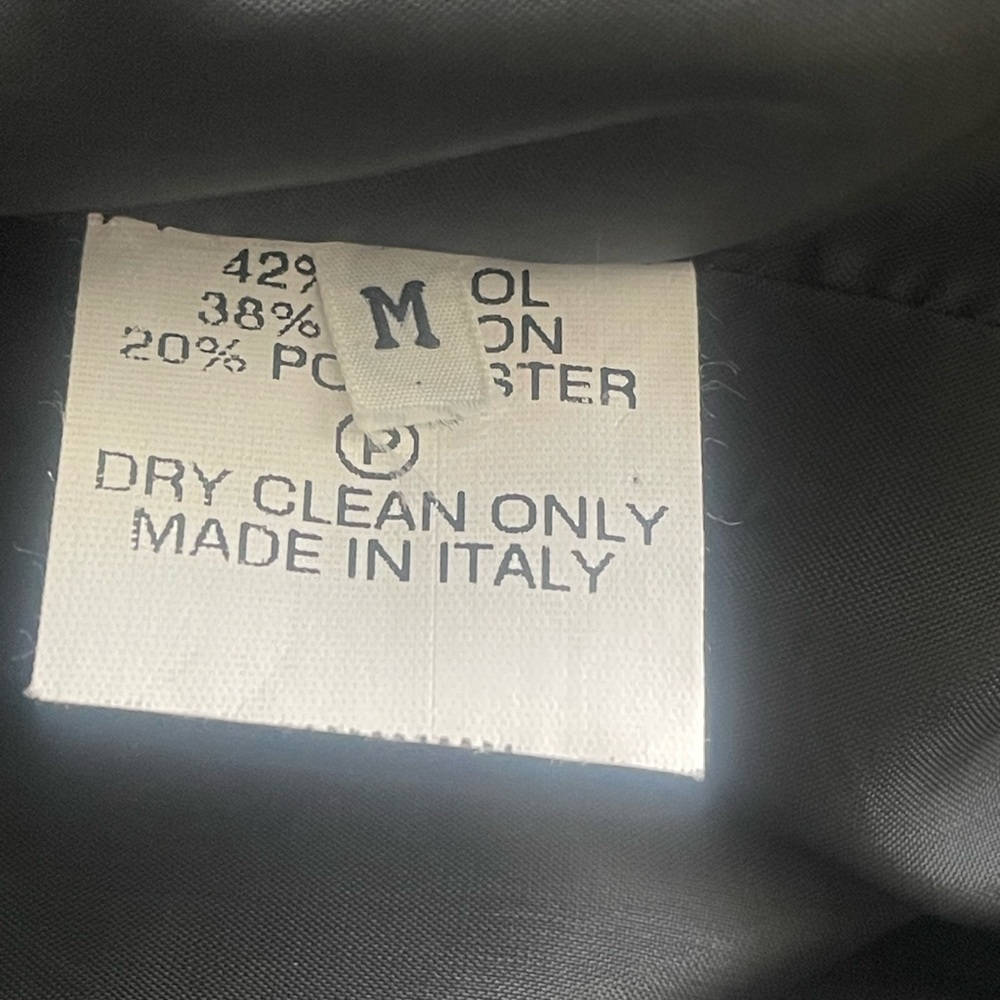 42%
38%
20%
M
P
DRY CLEAN ONLY
MADE IN ITALY